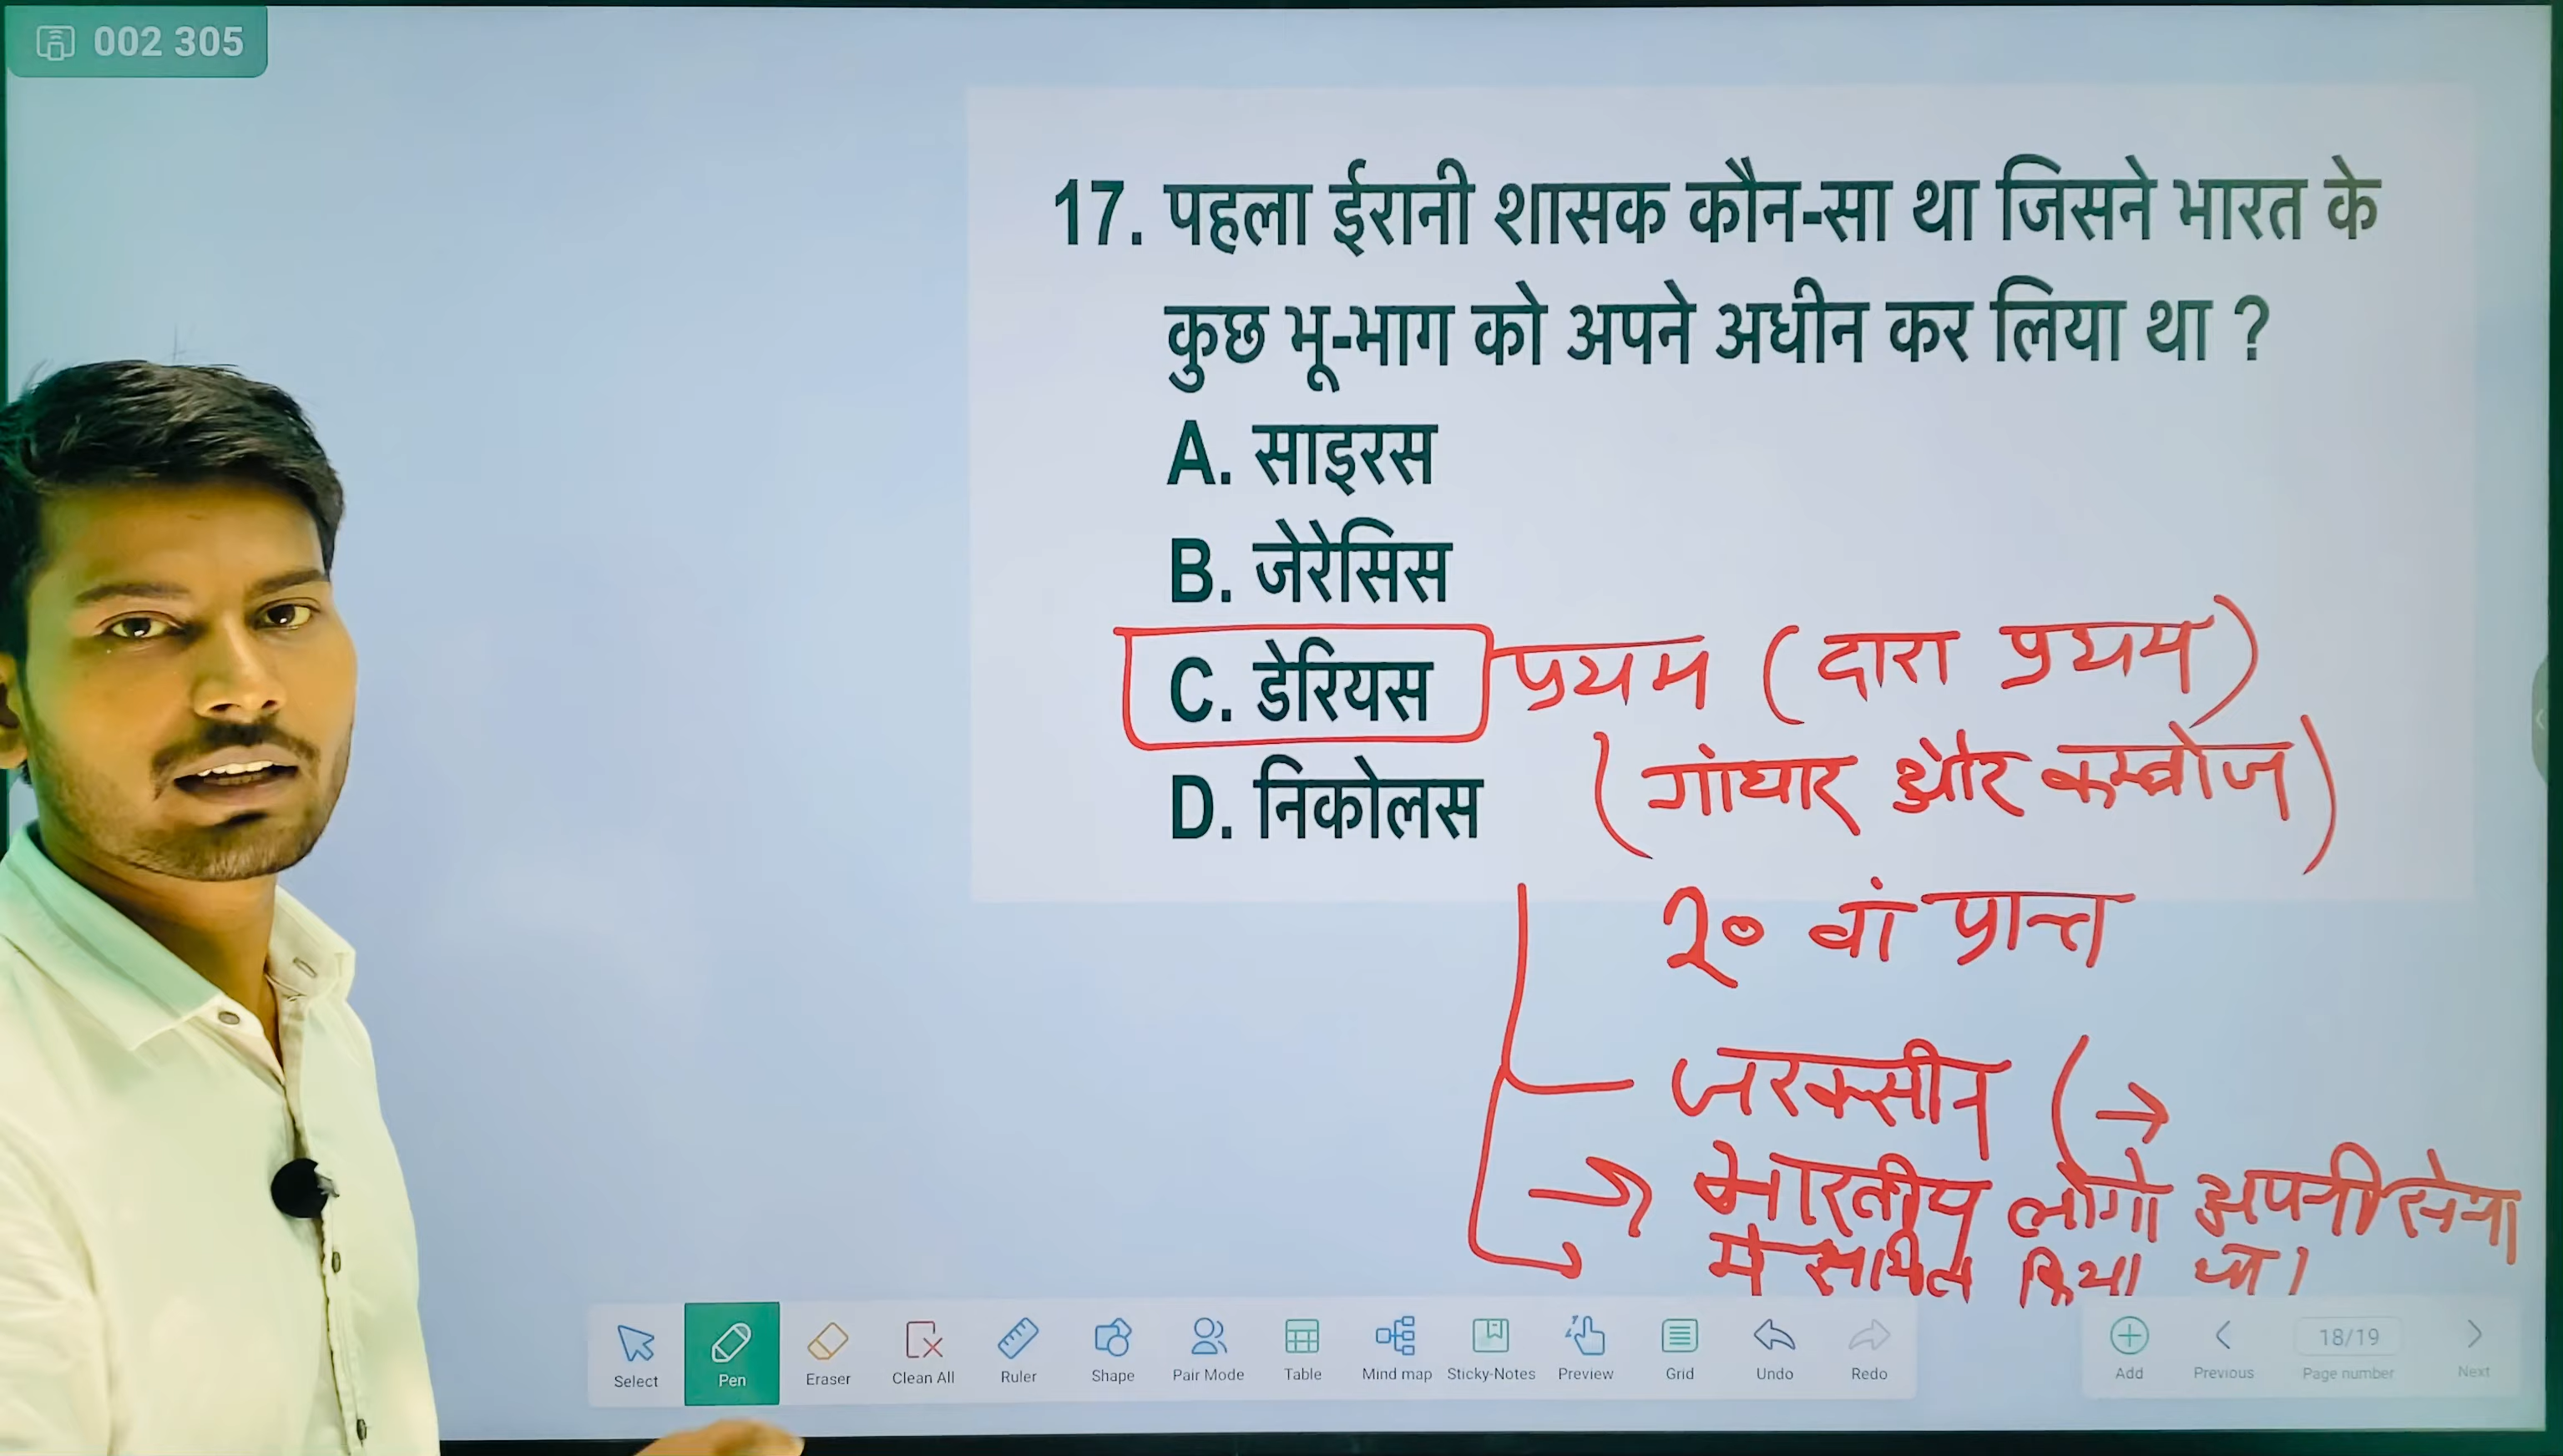 002 305
17. पहला ईरानी शासक कौन-सा था जिसने भारत के
कुछ भू-भाग को अपने अधीन कर लिया था ?
A. साइरस
B. जेरेसिस
C. डेरियस प्रथम (दारा प्रथम)
D. निकोलस (गांधार और कम्बोज)
२० वां प्रान्त
जरक्सीन (→
→ भारतीय लोगो अपनी सेना
में सामिल किया था।
Select Pen Eraser Clean All Ruler Shape Pair Mode Table Mind map Sticky-Notes Preview Grid Undo Redo Add Previous 18/19 Page number Next